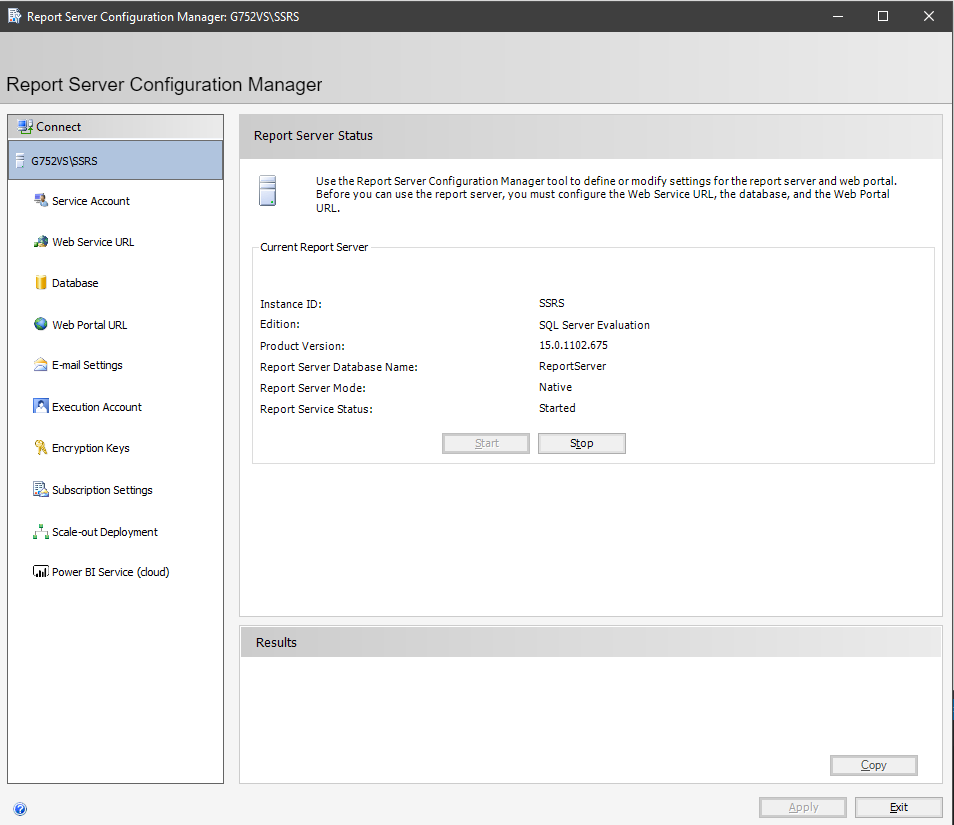 Report Server Configuration Manager: G752VS\SSRS
Report Server Configuration Manager
Connect
G752VS\SSRS
Service Account
Web Service URL
Database
Web Portal URL
E-mail Settings
Execution Account
Encryption Keys
Subscription Settings
Scale-out Deployment
Power BI Service (cloud)
Report Server Status
Use the Report Server Configuration Manager tool to define or modify settings for the report server and web portal.
Before you can use the report server, you must configure the Web Service URL, the database, and the Web Portal
URL.
Current Report Server
Instance ID: SSRS
Edition: SQL Server Evaluation
Product Version: 15.0.1102.675
Report Server Database Name: ReportServer
Report Server Mode: Native
Report Service Status: Started
Start Stop
Results
Copy
Apply Exit